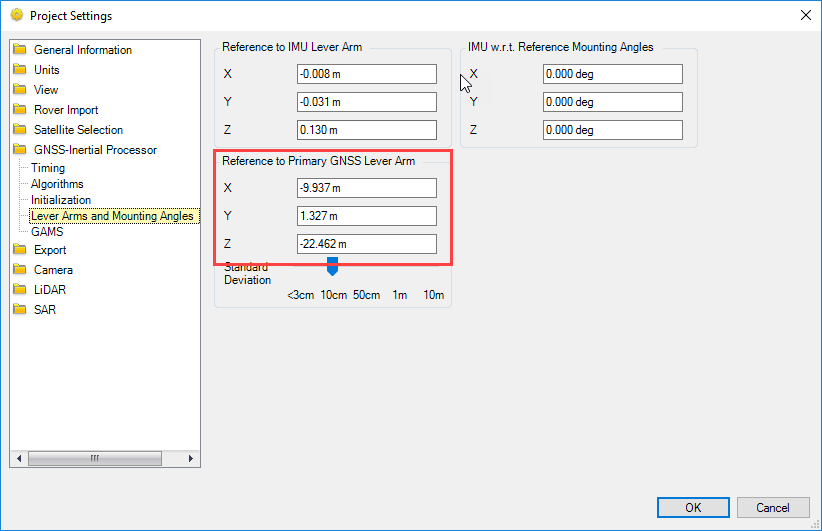 Project Settings
General Information
Units
View
Rover Import
Satellite Selection
GNSS-Inertial Processor
Timing
Algorithms
Initialization
Lever Arms and Mounting Angles
GAMS
Export
Camera
LiDAR
SAR
Reference to IMU Lever Arm
X -0.008 m
Y -0.031 m
Z 0.130 m
IMU w.r.t. Reference Mounting Angles
X 0.000 deg
Y 0.000 deg
Z 0.000 deg
Reference to Primary GNSS Lever Arm
X -9.937 m
Y 1.327 m
Z -22.462 m
Standard
Deviation
<3cm 10cm 50cm 1m 10m
OK Cancel